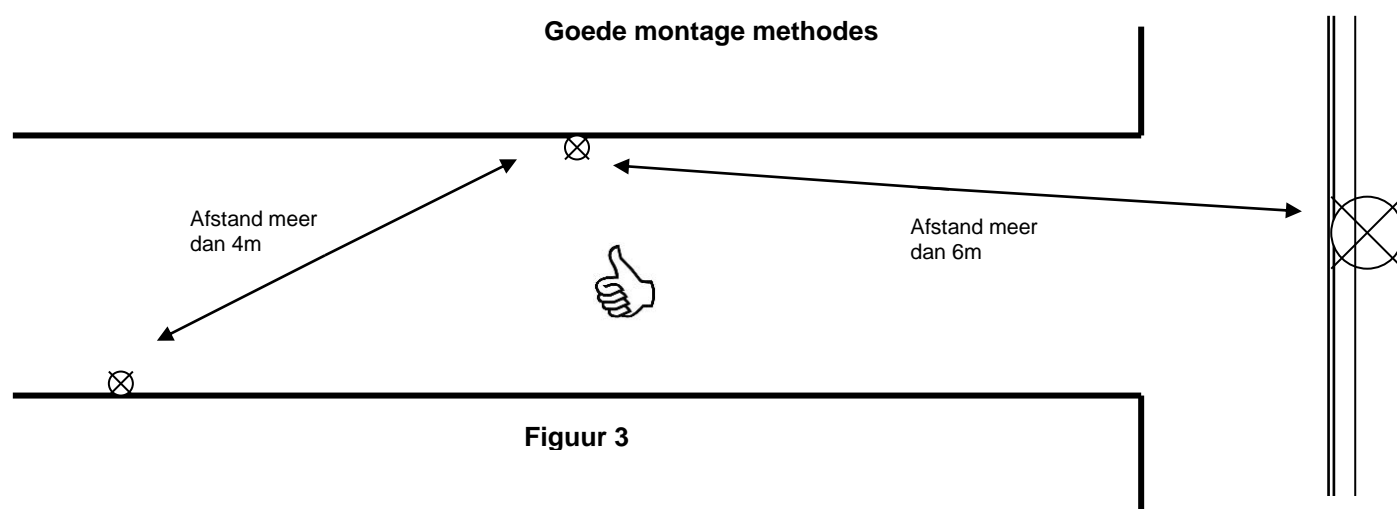 Goede montage methodes
Afstand meer
dan 4m
Afstand meer
dan 6m
Figuur 3